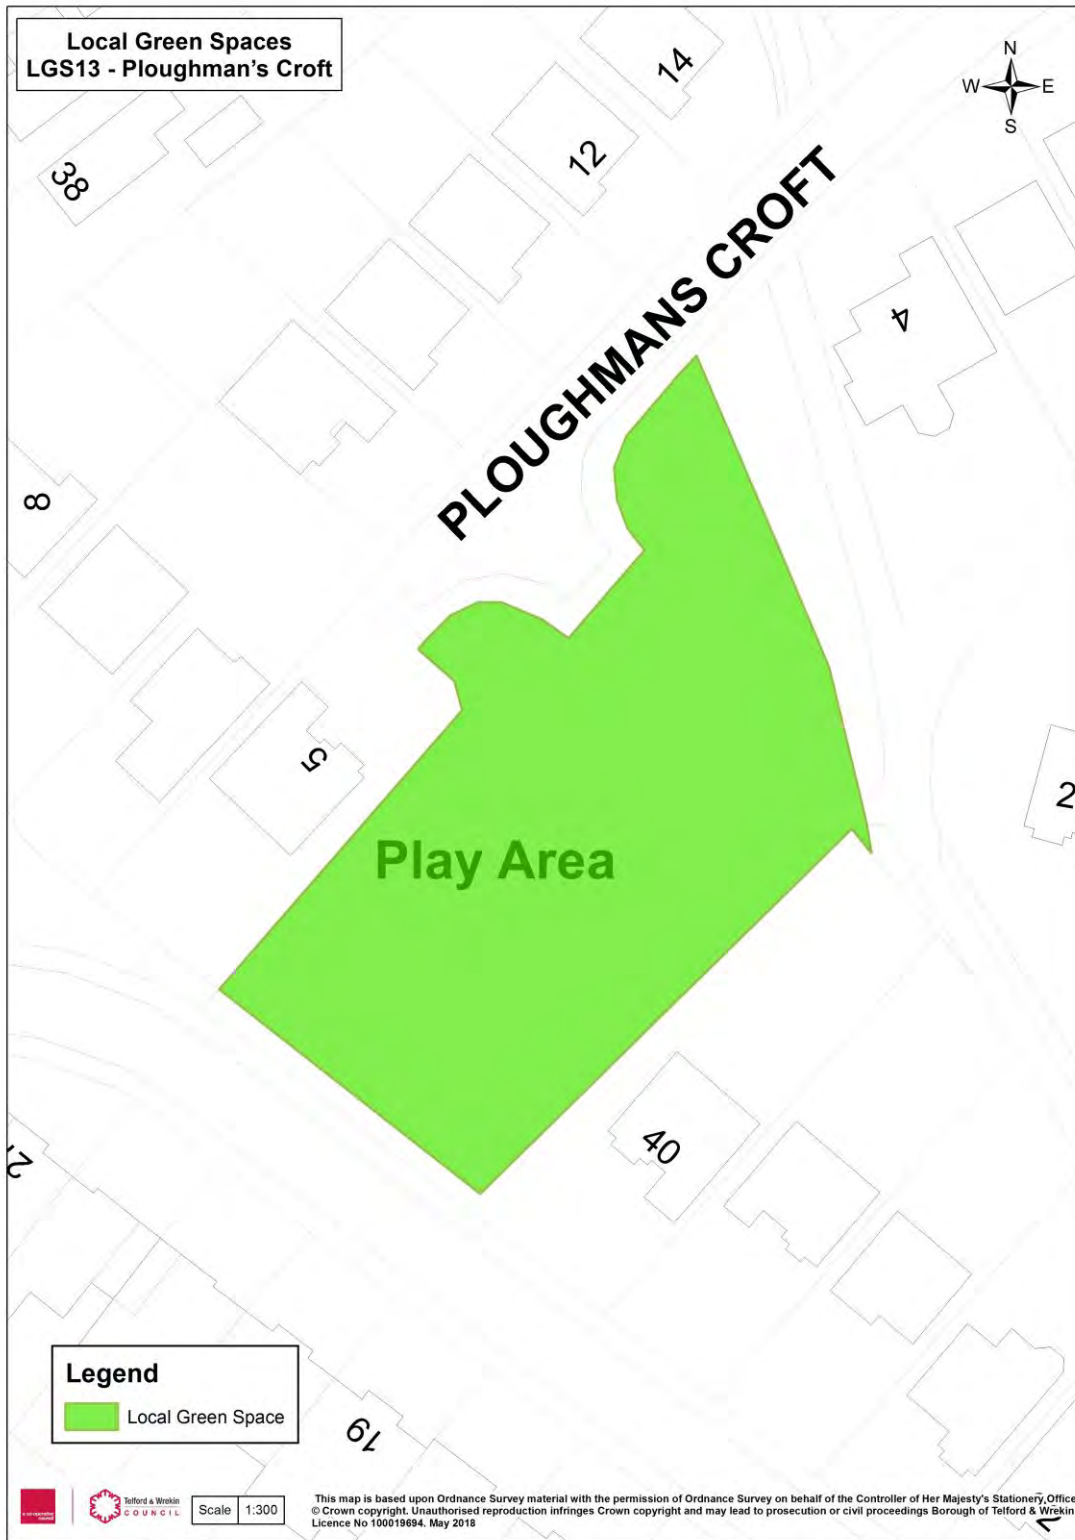 Local Green Spaces
LGS13 - Ploughman's Croft
N
W E
S
14
12
38
PLOUGHMANS CROFT
4
8
5
2
Play Area
40
Legend
Local Green Space
19
a co-operative
council
Telford & Wrekin
COUNCIL
Scale 1:300
This map is based upon Ordnance Survey material with the permission of Ordnance Survey on behalf of the Controller of Her Majesty's Stationery Office
© Crown copyright. Unauthorised reproduction infringes Crown copyright and may lead to prosecution or civil proceedings Borough of Telford & Wrekin
Licence No 100019694. May 2018